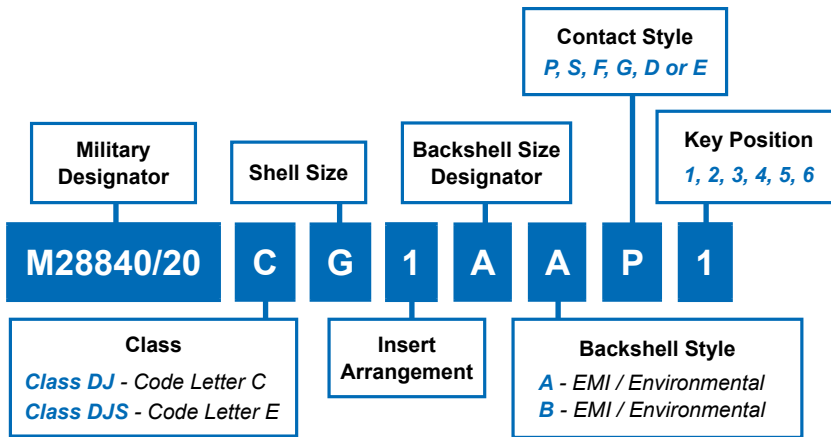 Contact Style
P, S, F, G, D or E
Military
Designator
Shell Size
Backshell Size
Designator
Key Position
1, 2, 3, 4, 5, 6
M28840/20 C G 1 A A P 1
Class
Class DJ - Code Letter C
Class DJS - Code Letter E
Insert
Arrangement
Backshell Style
A - EMI / Environmental
B - EMI / Environmental